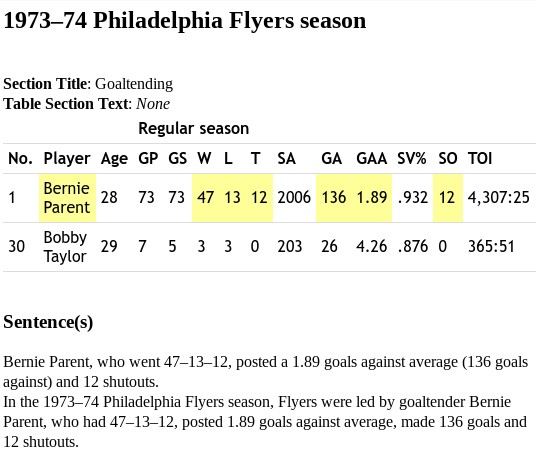 1973–74 Philadelphia Flyers season
Section Title: Goaltending
Table Section Text: None
Regular season
No. Player Age GP GS W L T SA GA GAA SV% SO TOI
1 Bernie Parent 28 73 73 47 13 12 2006 136 1.89 .932 12 4,307:25
30 Bobby Taylor 29 7 5 3 3 0 203 26 4.26 .876 0 365:51
Sentence(s)
Bernie Parent, who went 47–13–12, posted a 1.89 goals against average (136 goals
against) and 12 shutouts.
In the 1973–74 Philadelphia Flyers season, Flyers were led by goaltender Bernie
Parent, who had 47–13–12, posted 1.89 goals against average, made 136 goals and
12 shutouts.